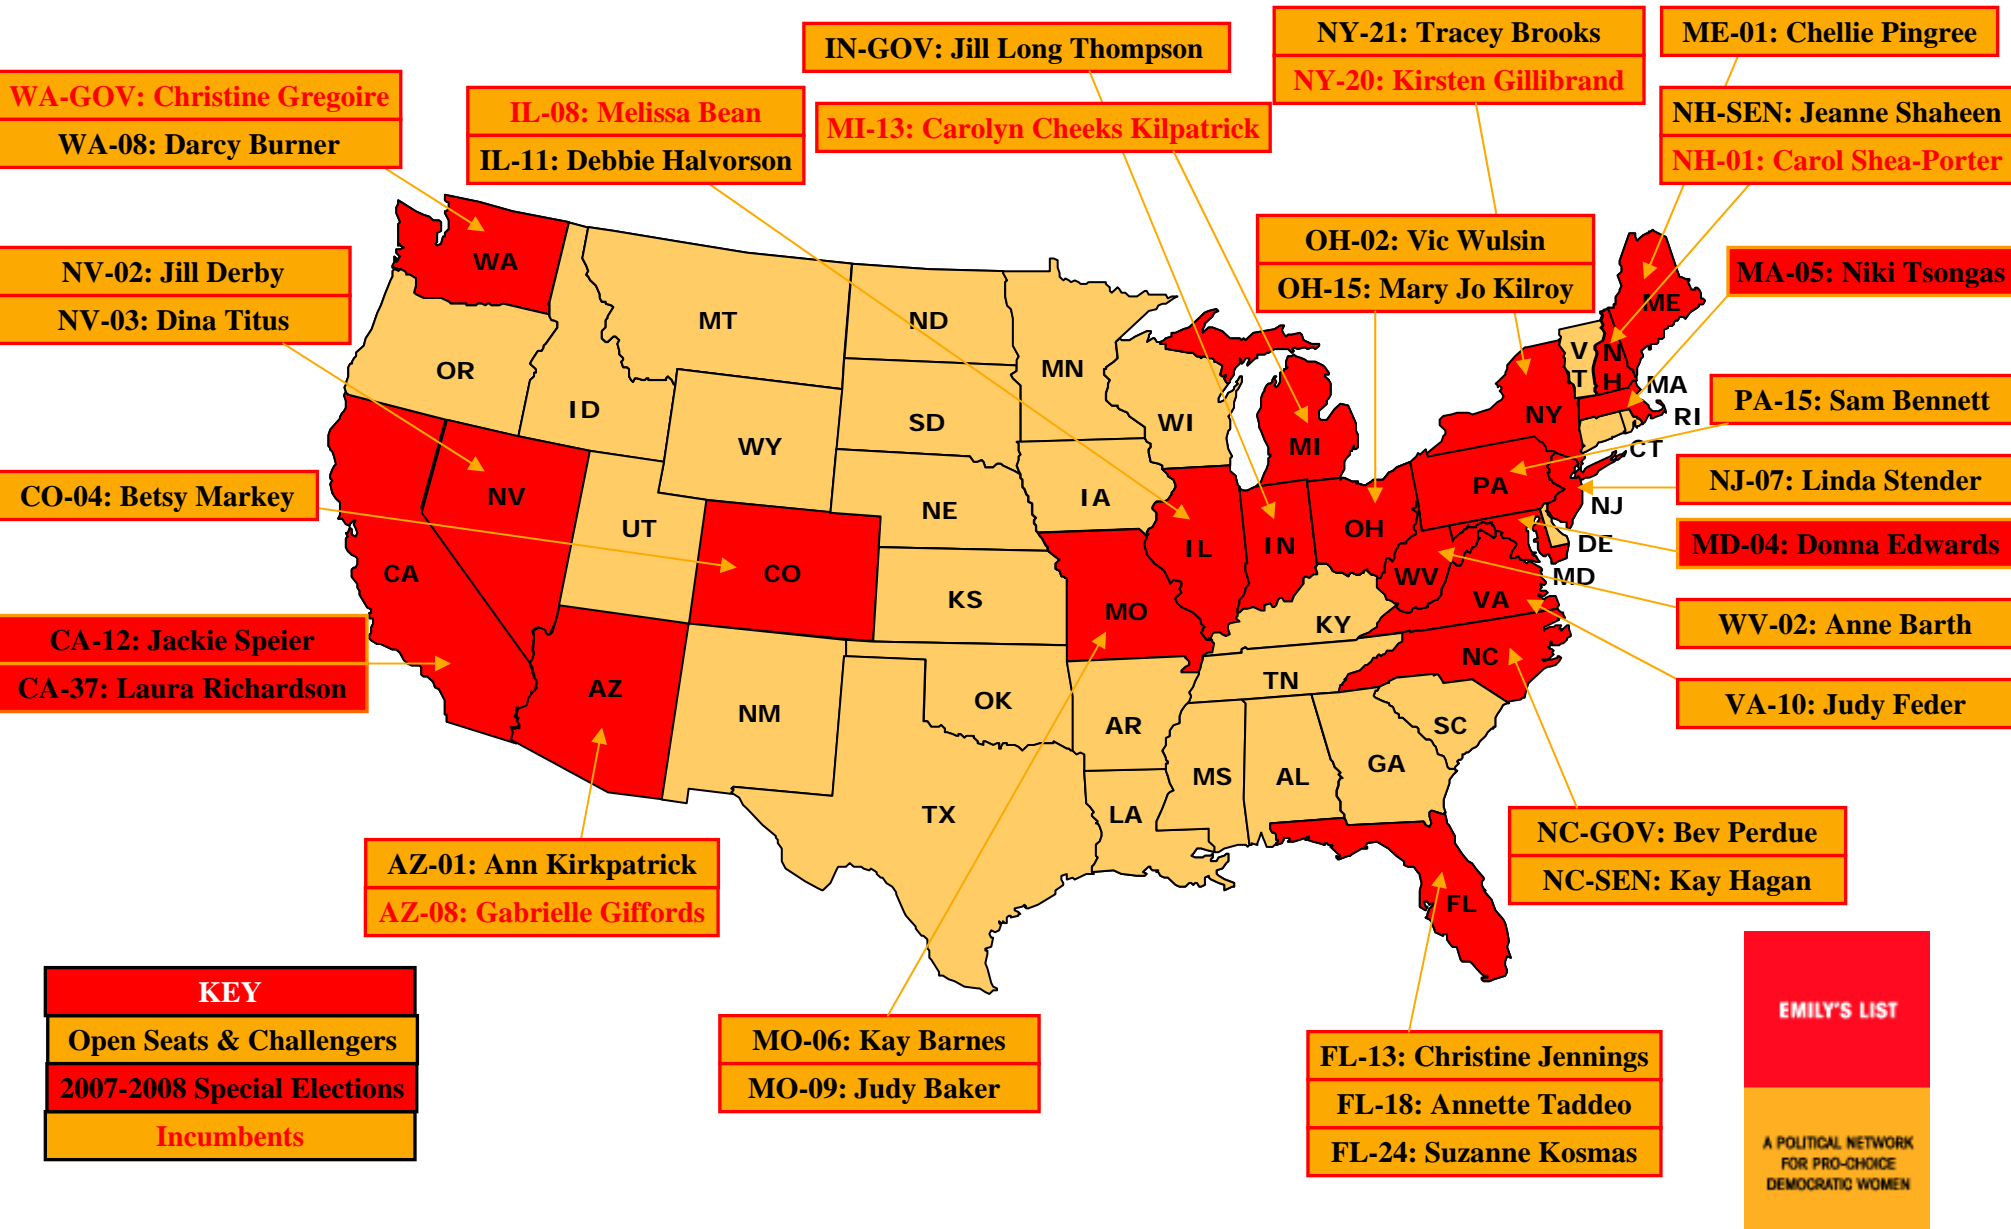 IN-GOV: Jill Long Thompson
NY-21: Tracey Brooks
NY-20: Kirsten Gillibrand
ME-01: Chellie Pingree
WA-GOV: Christine Gregoire
WA-08: Darcy Burner
IL-08: Melissa Bean
IL-11: Debbie Halvorson
MI-13: Carolyn Cheeks Kilpatrick
NH-SEN: Jeanne Shaheen
NH-01: Carol Shea-Porter
NV-02: Jill Derby
NV-03: Dina Titus
OH-02: Vic Wulsin
OH-15: Mary Jo Kilroy
MA-05: Niki Tsongas
PA-15: Sam Bennett
CO-04: Betsy Markey
NJ-07: Linda Stender
MD-04: Donna Edwards
CA-12: Jackie Speier
CA-37: Laura Richardson
WV-02: Anne Barth
VA-10: Judy Feder
AZ-01: Ann Kirkpatrick
AZ-08: Gabrielle Giffords
NC-GOV: Bev Perdue
NC-SEN: Kay Hagan
MO-06: Kay Barnes
MO-09: Judy Baker
FL-13: Christine Jennings
FL-18: Annette Taddeo
FL-24: Suzanne Kosmas
WA
OR
CA
NV
ID
MT
WY
UT
AZ
CO
NM
ND
SD
NE
KS
OK
TX
MN
IA
MO
AR
LA
WI
IL
MI
IN
OH
KY
TN
MS
AL
GA
FL
SC
NC
VA
WV
PA
NY
V
T
N
H
ME
MA
RI
CT
NJ
DE
MD
KEY
Open Seats & Challengers
2007-2008 Special Elections
Incumbents
EMILY'S LIST
A POLITICAL NETWORK
FOR PRO-CHOICE
DEMOCRATIC WOMEN